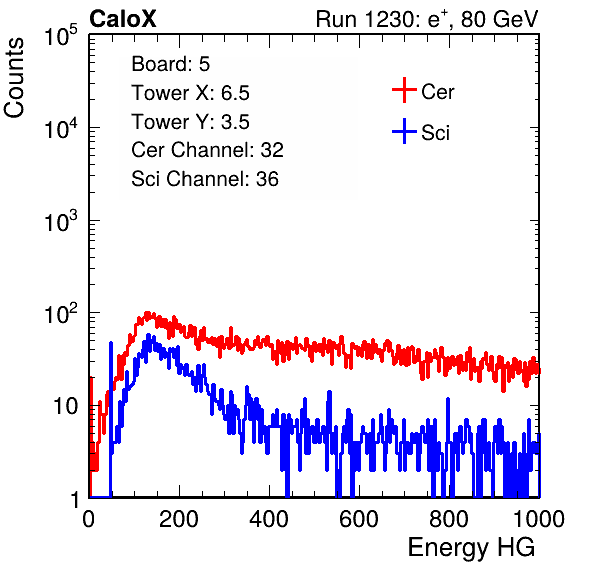 CaloX Run 1230: e⁺, 80 GeV
Board: 5
Tower X: 6.5
Tower Y: 3.5
Cer Channel: 32
Sci Channel: 36
Cer
Sci
Counts
10⁵
10⁴
10³
10²
10
1
0 200 400 600 800 1000
Energy HG